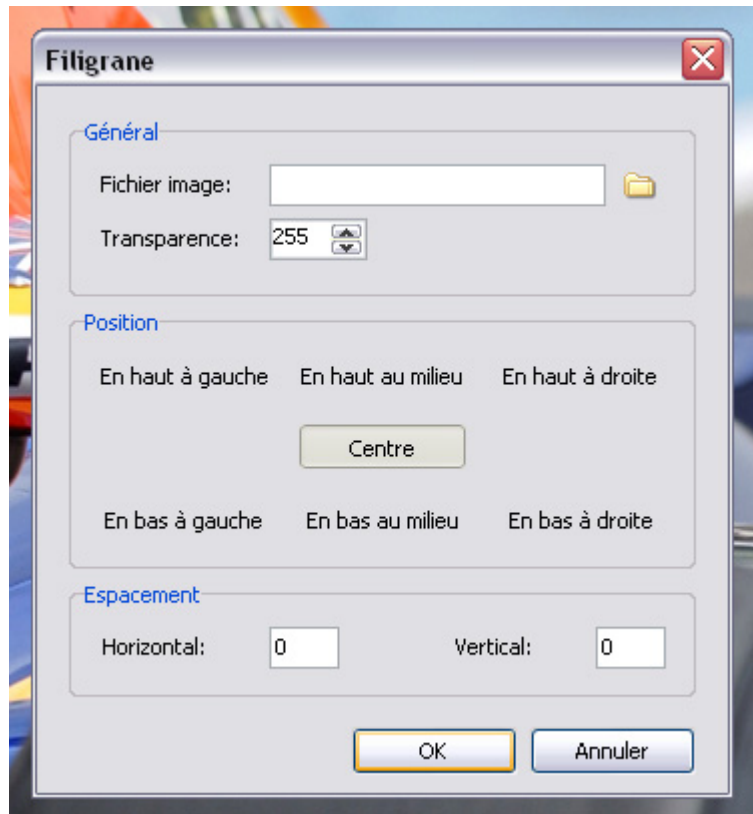 Filigrane
Général
Fichier image:
Transparence: 255
Position
En haut à gauche En haut au milieu En haut à droite
Centre
En bas à gauche En bas au milieu En bas à droite
Espacement
Horizontal: 0 Vertical: 0
OK Annuler